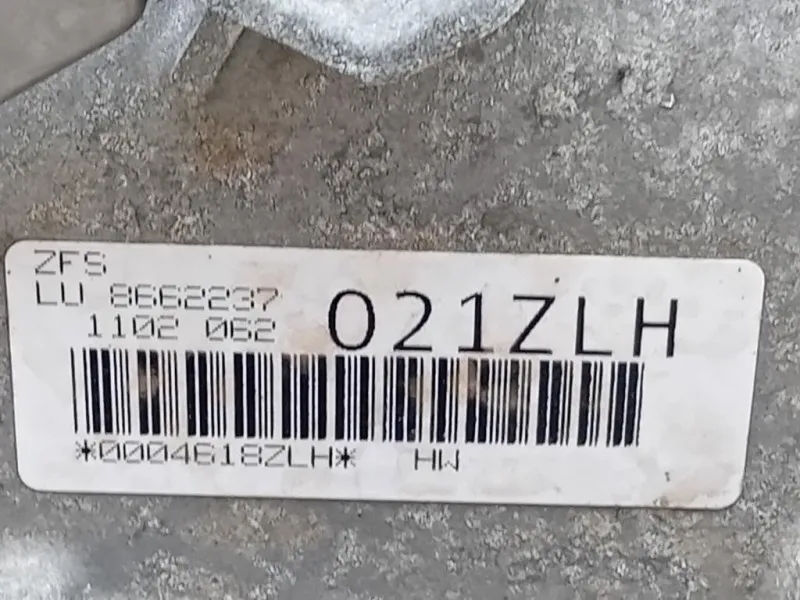 ZFS
LU 8662237
1102 062
021ZLH
*0004618ZLH* HW